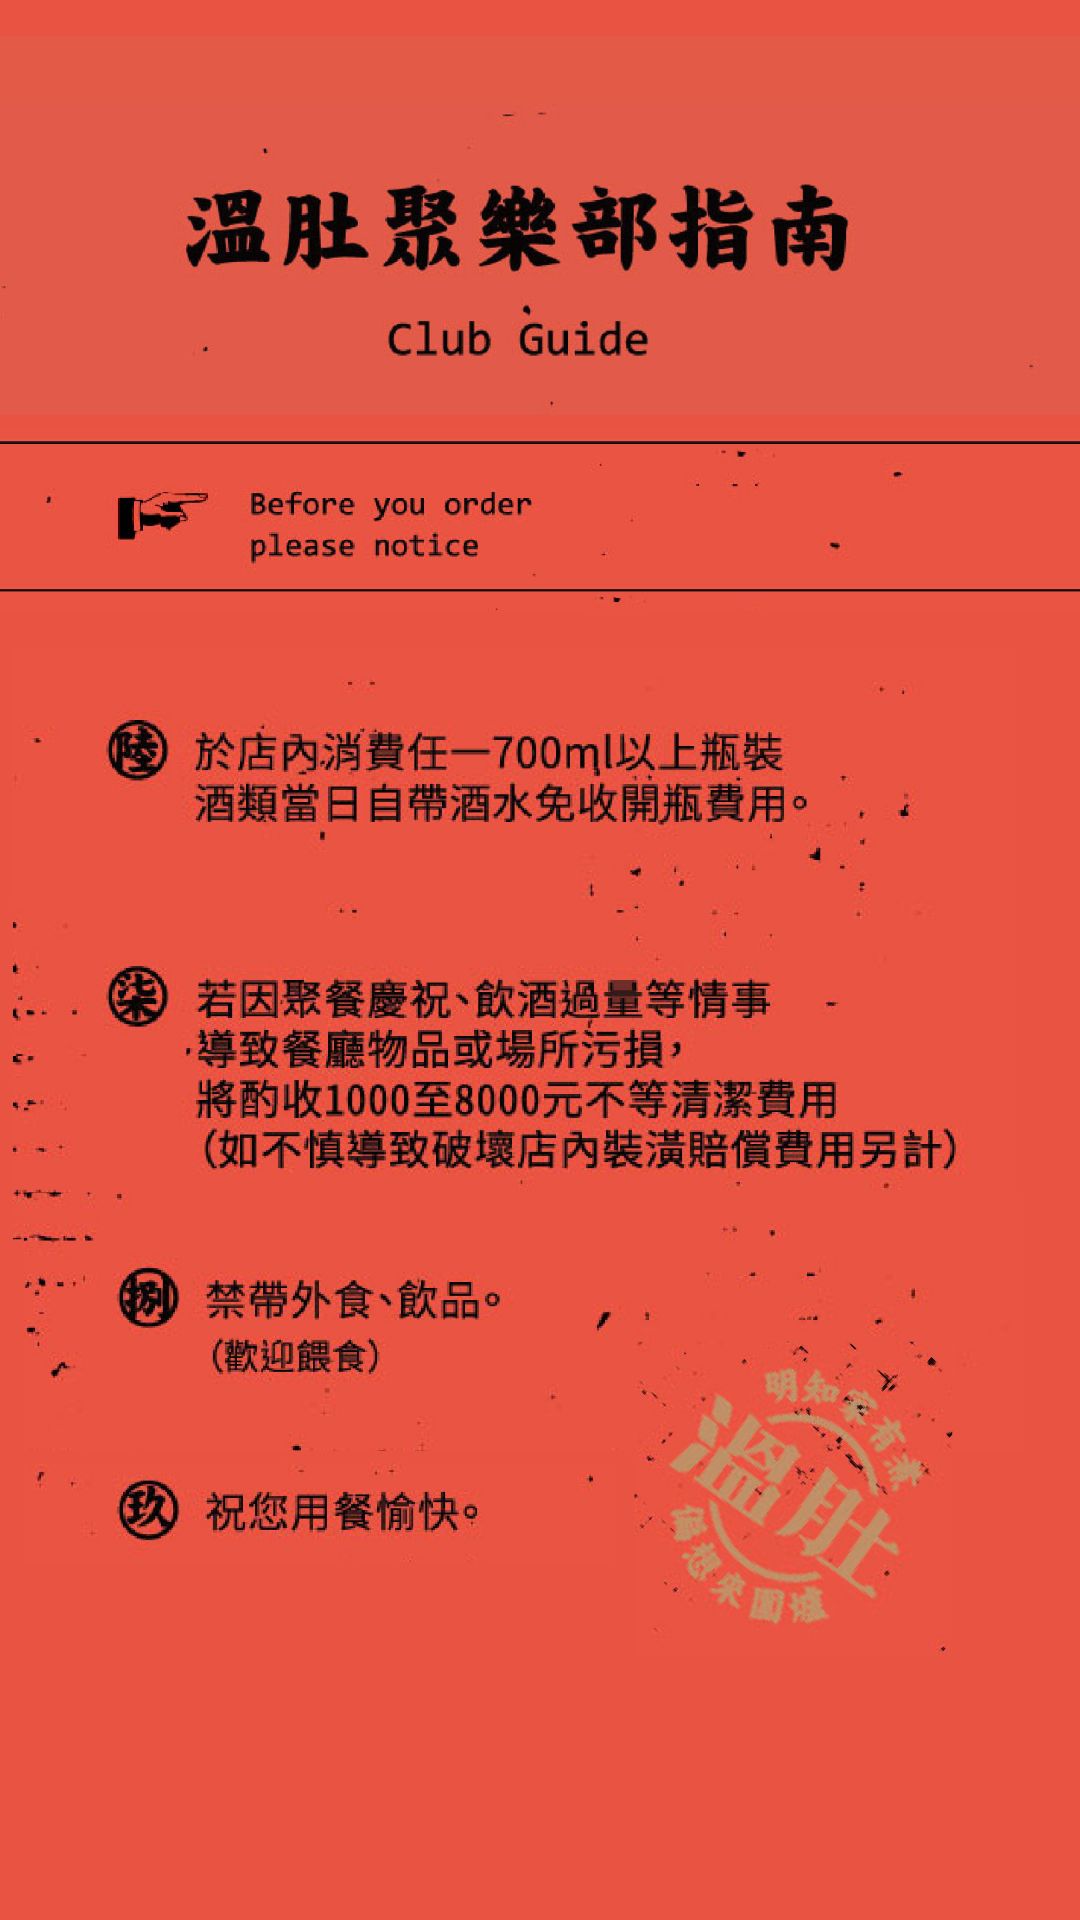 溫肚聚樂部指南
Club Guide
Before you order
please notice
陸 於店內消費任一700ml以上瓶裝
酒類當日自帶酒水免收開瓶費用。
柒 若因聚餐慶祝、飲酒過量等情事
導致餐廳物品或場所污損，
將酌收1000至8000元不等清潔費用
（如不慎導致破壞店內裝潢賠償費用另計）
捌 禁帶外食、飲品。
（歡迎餵食）
玖 祝您用餐愉快。
明知家有煮
溫肚
偏想來圍爐